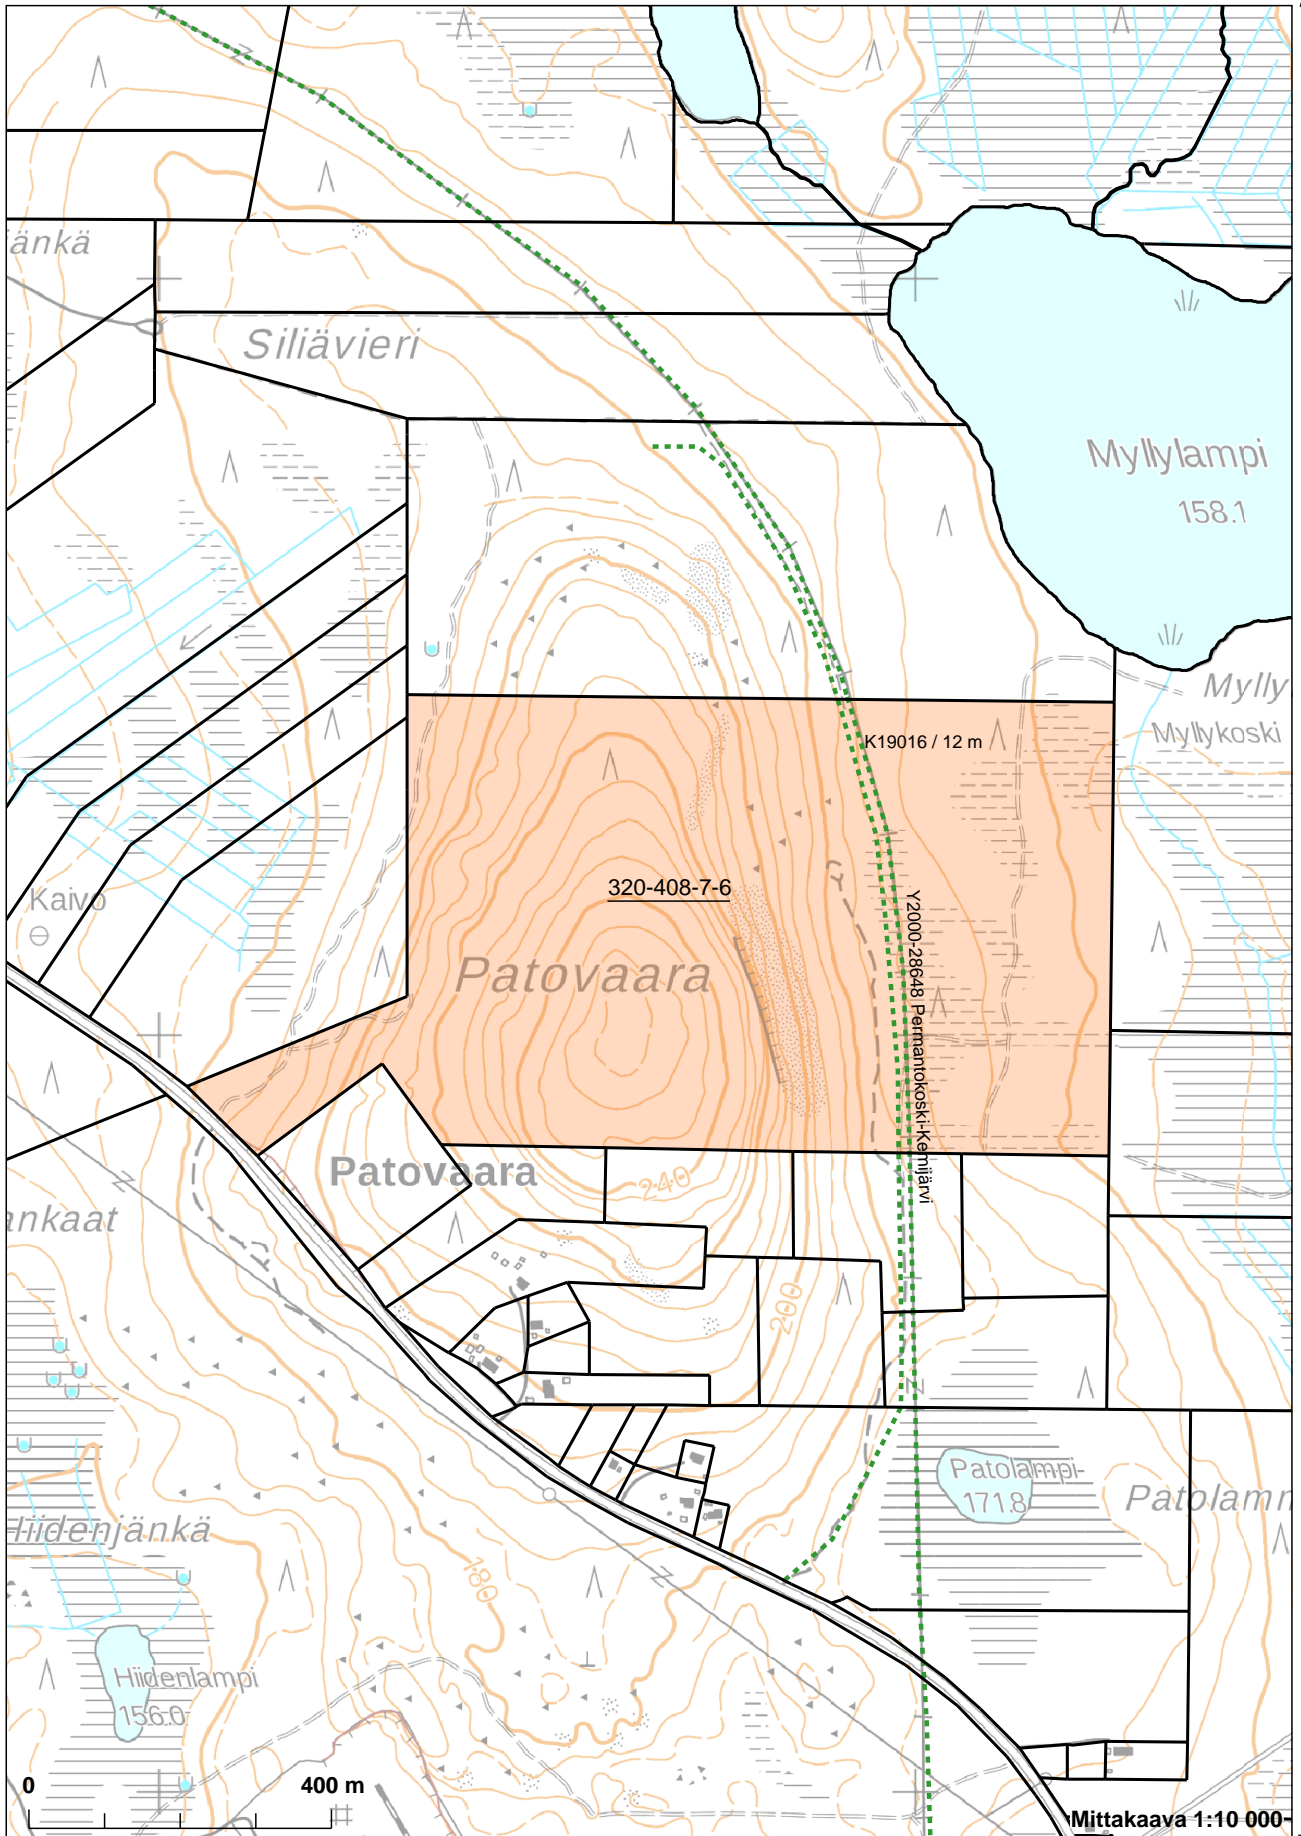 änkä
Siliävieri
Myllylampi
158.1
Mylly
Myllykoski
K19016 / 12 m
320-408-7-6
Kaivo
Y2000-28648 Permantokoski-Kemijärvi
Patovaara
Patovaara
240
ankaat
200
Patolampi
171.8
Patolamm
Hiidenjänkä
180
Hiidenlampi
156.0
0 400 m
Mittakaava 1:10 000